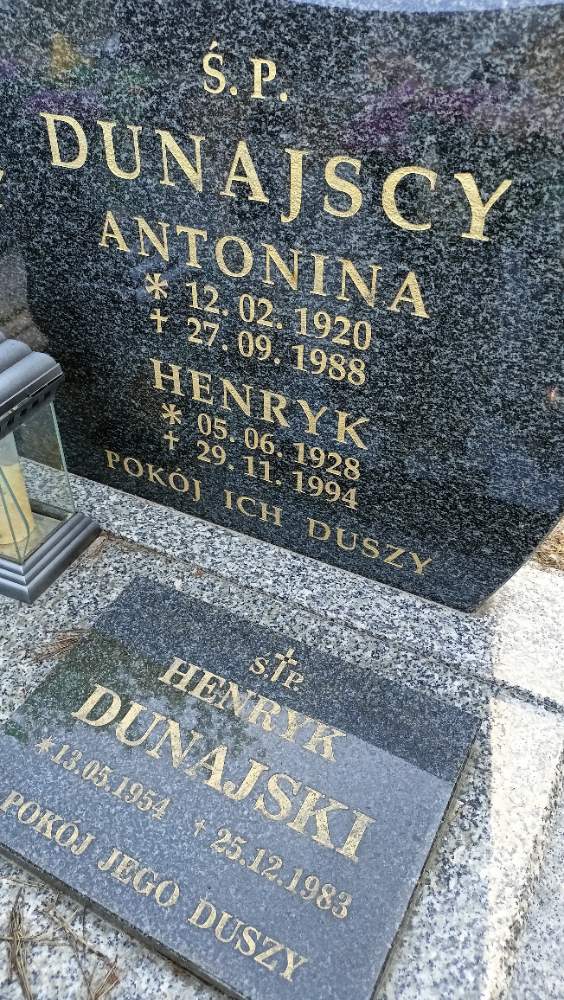 Ś.P.
DUNAJSCY
ANTONINA
* 12. 02. 1920
✝ 27. 09. 1988
HENRYK
* 05. 06. 1928
✝ 29. 11. 1994
POKÓJ ICH DUSZY
Ś.✝P.
HENRYK
DUNAJSKI
*13.05.1954 ✝ 25.12.1983
POKÓJ JEGO DUSZY